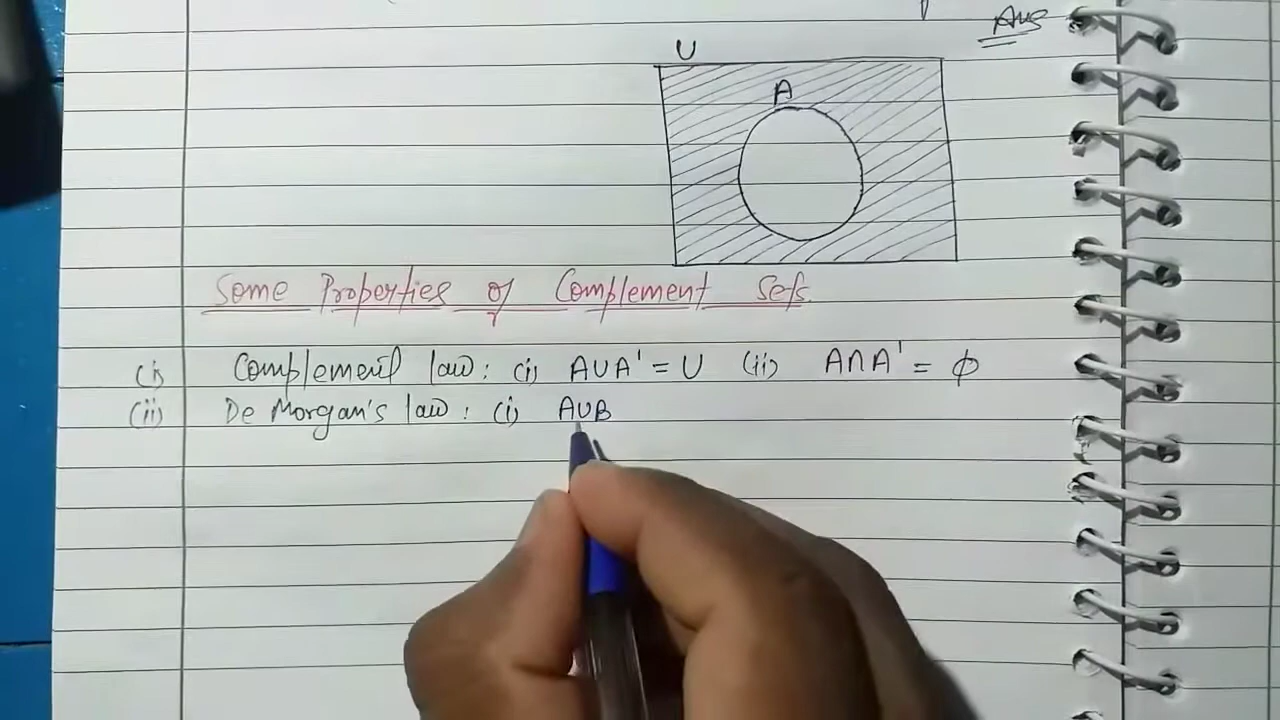 Ans
U
A
Some Properties of Complement Sets
(i) Complement law: (i) A∪A' = U (ii) A∩A' = ϕ
(ii) De Morgan's law: (i) A∪B